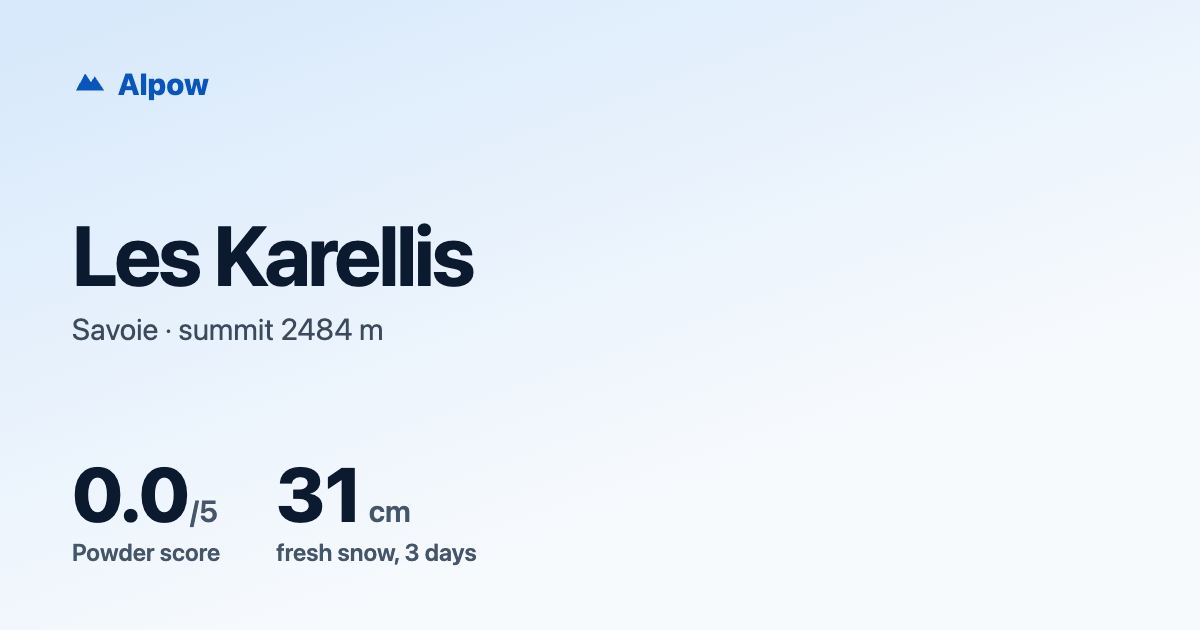 Alpow
Les Karellis
Savoie · summit 2484 m
0.0/5 31 cm
Powder score fresh snow, 3 days